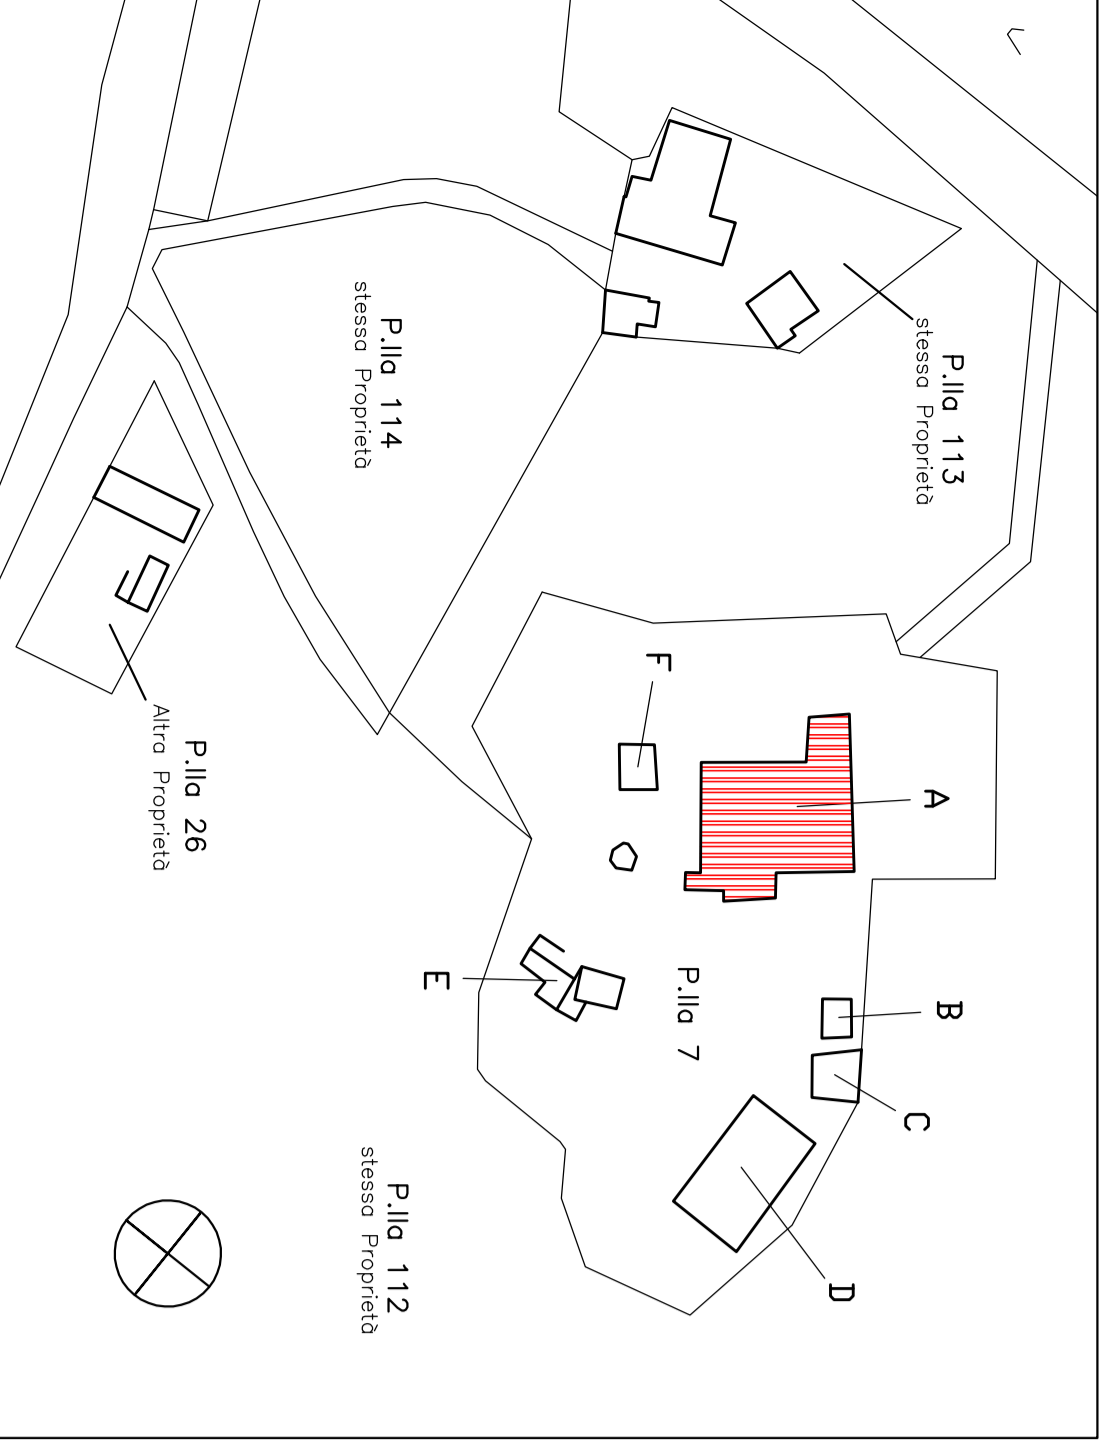 P.lla 113
stessa Proprietà
A
B
C
D
P.lla 7
F
E
P.lla 114
stessa Proprietà
P.lla 112
stessa Proprietà
P.lla 26
Altra Proprietà